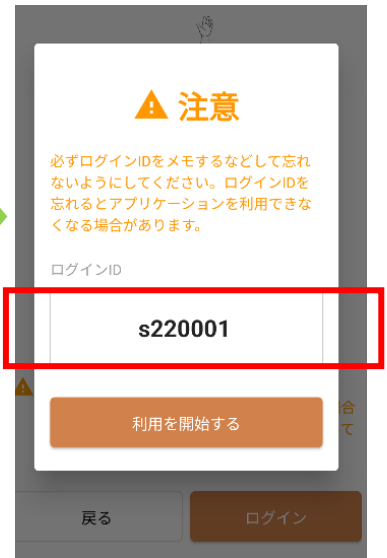 注意
必ずログインIDをメモするなどして忘れ
ないようにしてください。ログインIDを
忘れるとアプリケーションを利用できな
くなる場合があります。
ログインID
s220001
利用を開始する
合
て
戻る
ログイン